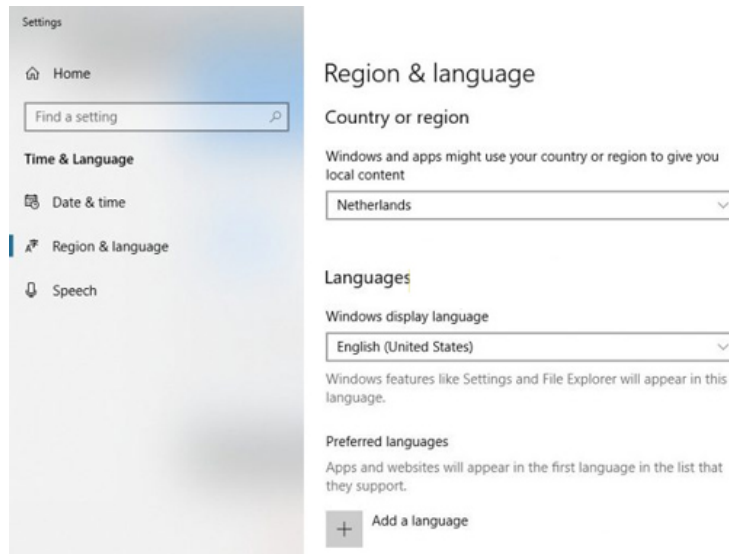 Settings
Home
Find a setting
Time & Language
Date & time
Region & language
Speech
Region & language
Country or region
Windows and apps might use your country or region to give you
local content
Netherlands
Languages
Windows display language
English (United States)
Windows features like Settings and File Explorer will appear in this
language.
Preferred languages
Apps and websites will appear in the first language in the list that
they support.
Add a language